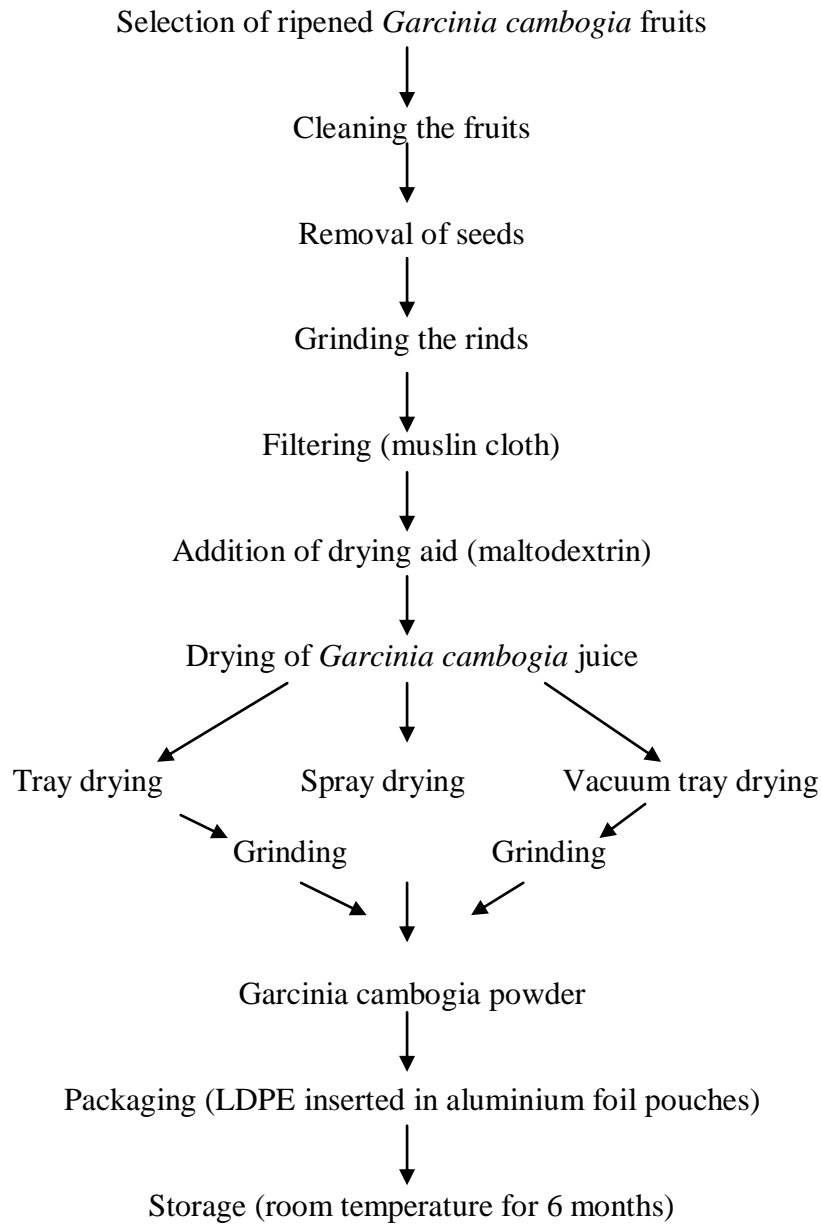 Selection of ripened Garcinia cambogia fruits
Cleaning the fruits
Removal of seeds
Grinding the rinds
Filtering (muslin cloth)
Addition of drying aid (maltodextrin)
Drying of Garcinia cambogia juice
Tray drying Spray drying Vacuum tray drying
Grinding Grinding
Garcinia cambogia powder
Packaging (LDPE inserted in aluminium foil pouches)
Storage (room temperature for 6 months)